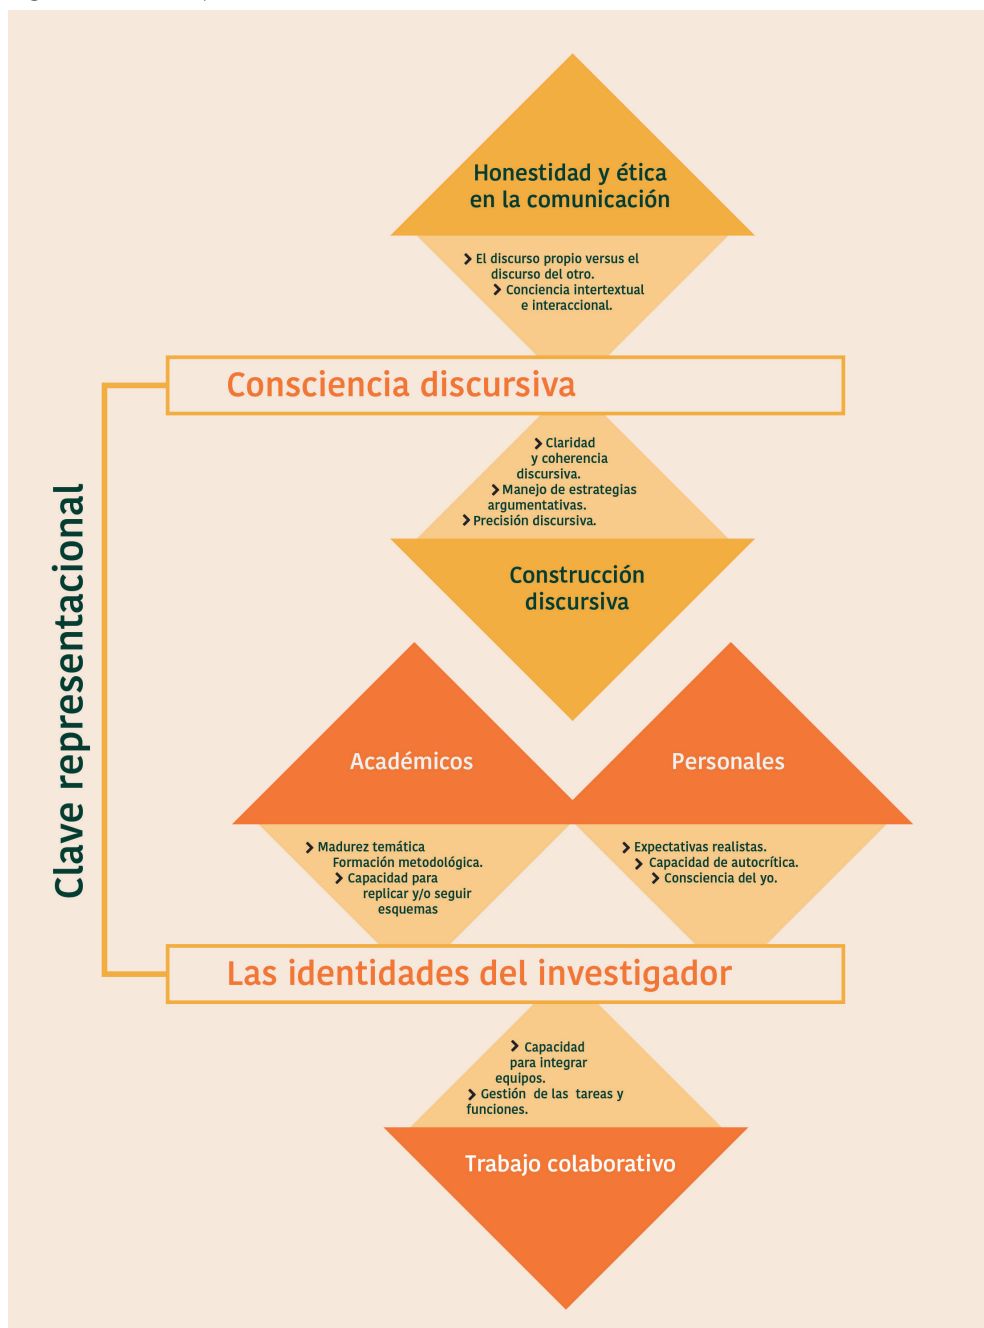 Honestidad y ética
en la comunicación
El discurso propio versus el
discurso del otro.
Conciencia intertextual
e interaccional.
Consciencia discursiva
Claridad
y coherencia
discursiva.
Manejo de estrategias
argumentativas.
Precisión discursiva.
Construcción
discursiva
Clave representacional
Académicos
Madurez temática
Formación metodológica.
Capacidad para
replicar y/o seguir
esquemas
Personales
Expectativas realistas.
Capacidad de autocrítica.
Consciencia del yo.
Las identidades del investigador
Capacidad
para integrar
equipos.
Gestión de las tareas y
funciones.
Trabajo colaborativo